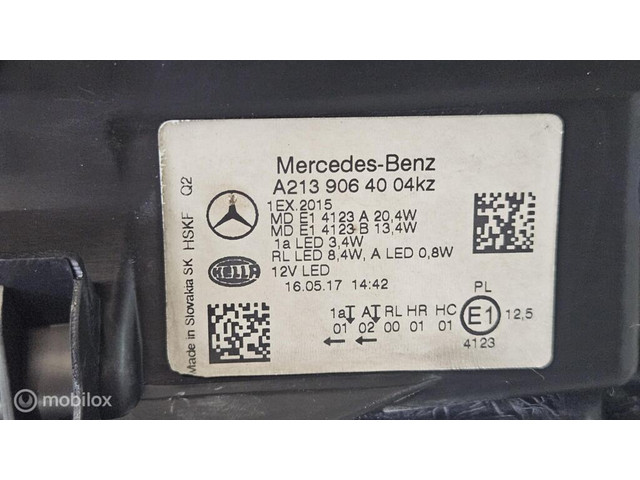 Mercedes-Benz
A213 906 40 04kz
1EX.2015
MD E1 4123 A 20,4W
MD E1 4123 B 13,4W
1a LED 3,4W
RL LED 8,4W, A LED 0,8W
12V LED
16.05.17 14:42
HELLA
Made in Slovakia SK HSKF Q2
PL
1a A RL HR HC
01 02 00 01 01
E1
12,5
4123
mobilox